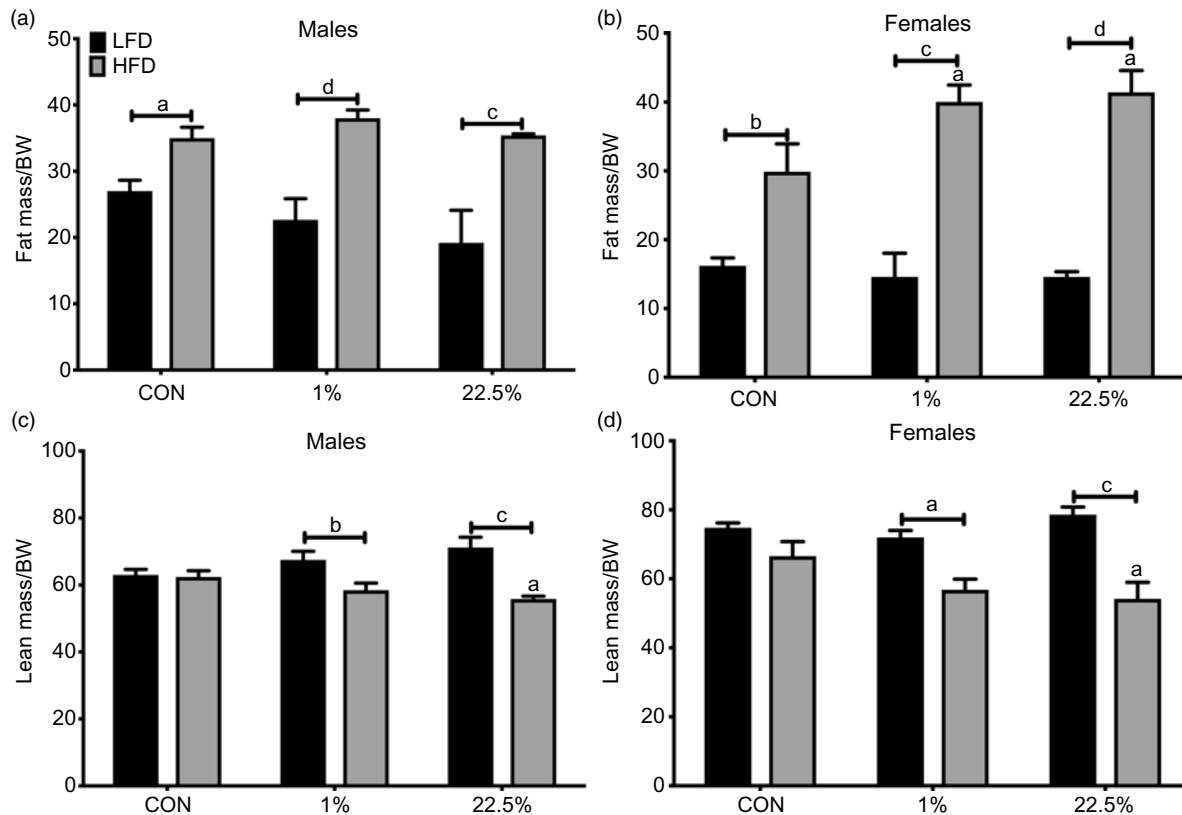 (a)
Males
LFD
HFD
Fat mass/BW
50
40
30
20
10
0
a
d
c
CON
1%
22.5%
(b)
Females
Fat mass/BW
50
40
30
20
10
0
b
c
a
d
a
CON
1%
22.5%
(c)
Males
Lean mass/BW
100
80
60
40
20
0
b
c
a
CON
1%
22.5%
(d)
Females
Lean mass/BW
100
80
60
40
20
0
a
c
a
CON
1%
22.5%